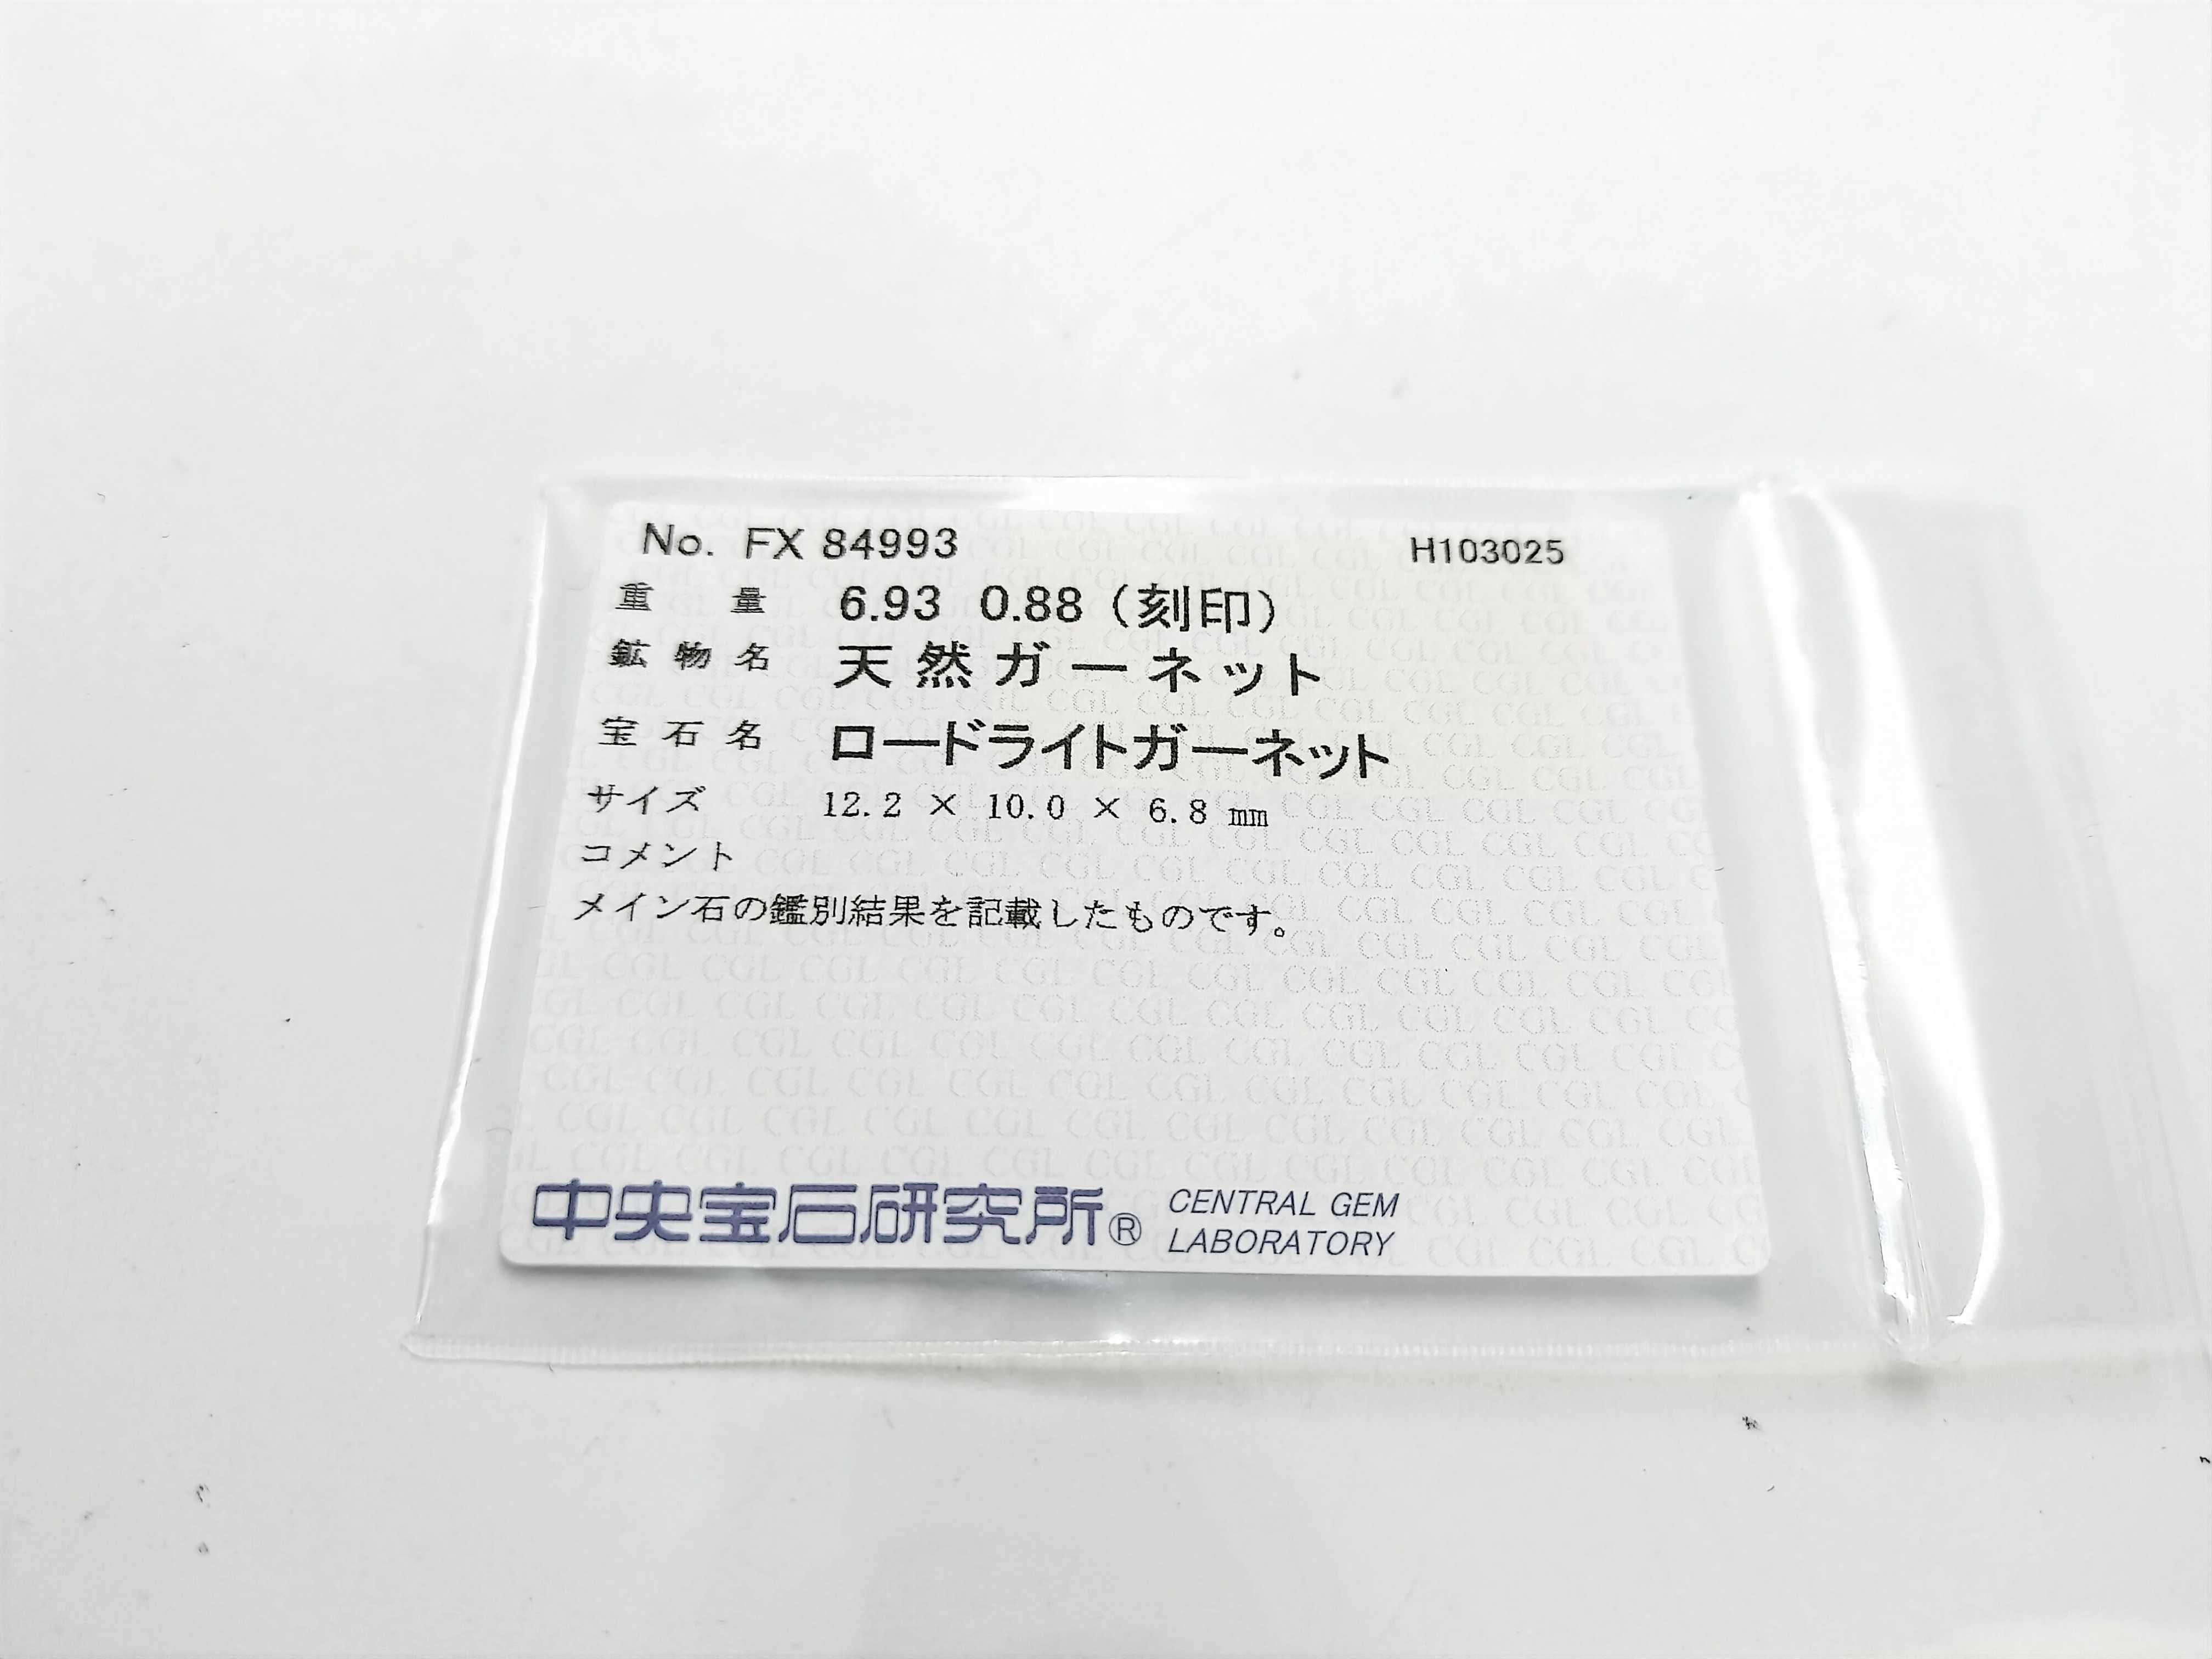 No. FX 84993 H103025
重量 6.93 0.88 (刻印)
鉱物名 天然ガーネット
宝石名 ロードライトガーネット
サイズ 12.2 × 10.0 × 6.8 mm
コメント
メイン石の鑑別結果を記載したものです。
中央宝石研究所® CENTRAL GEM
LABORATORY